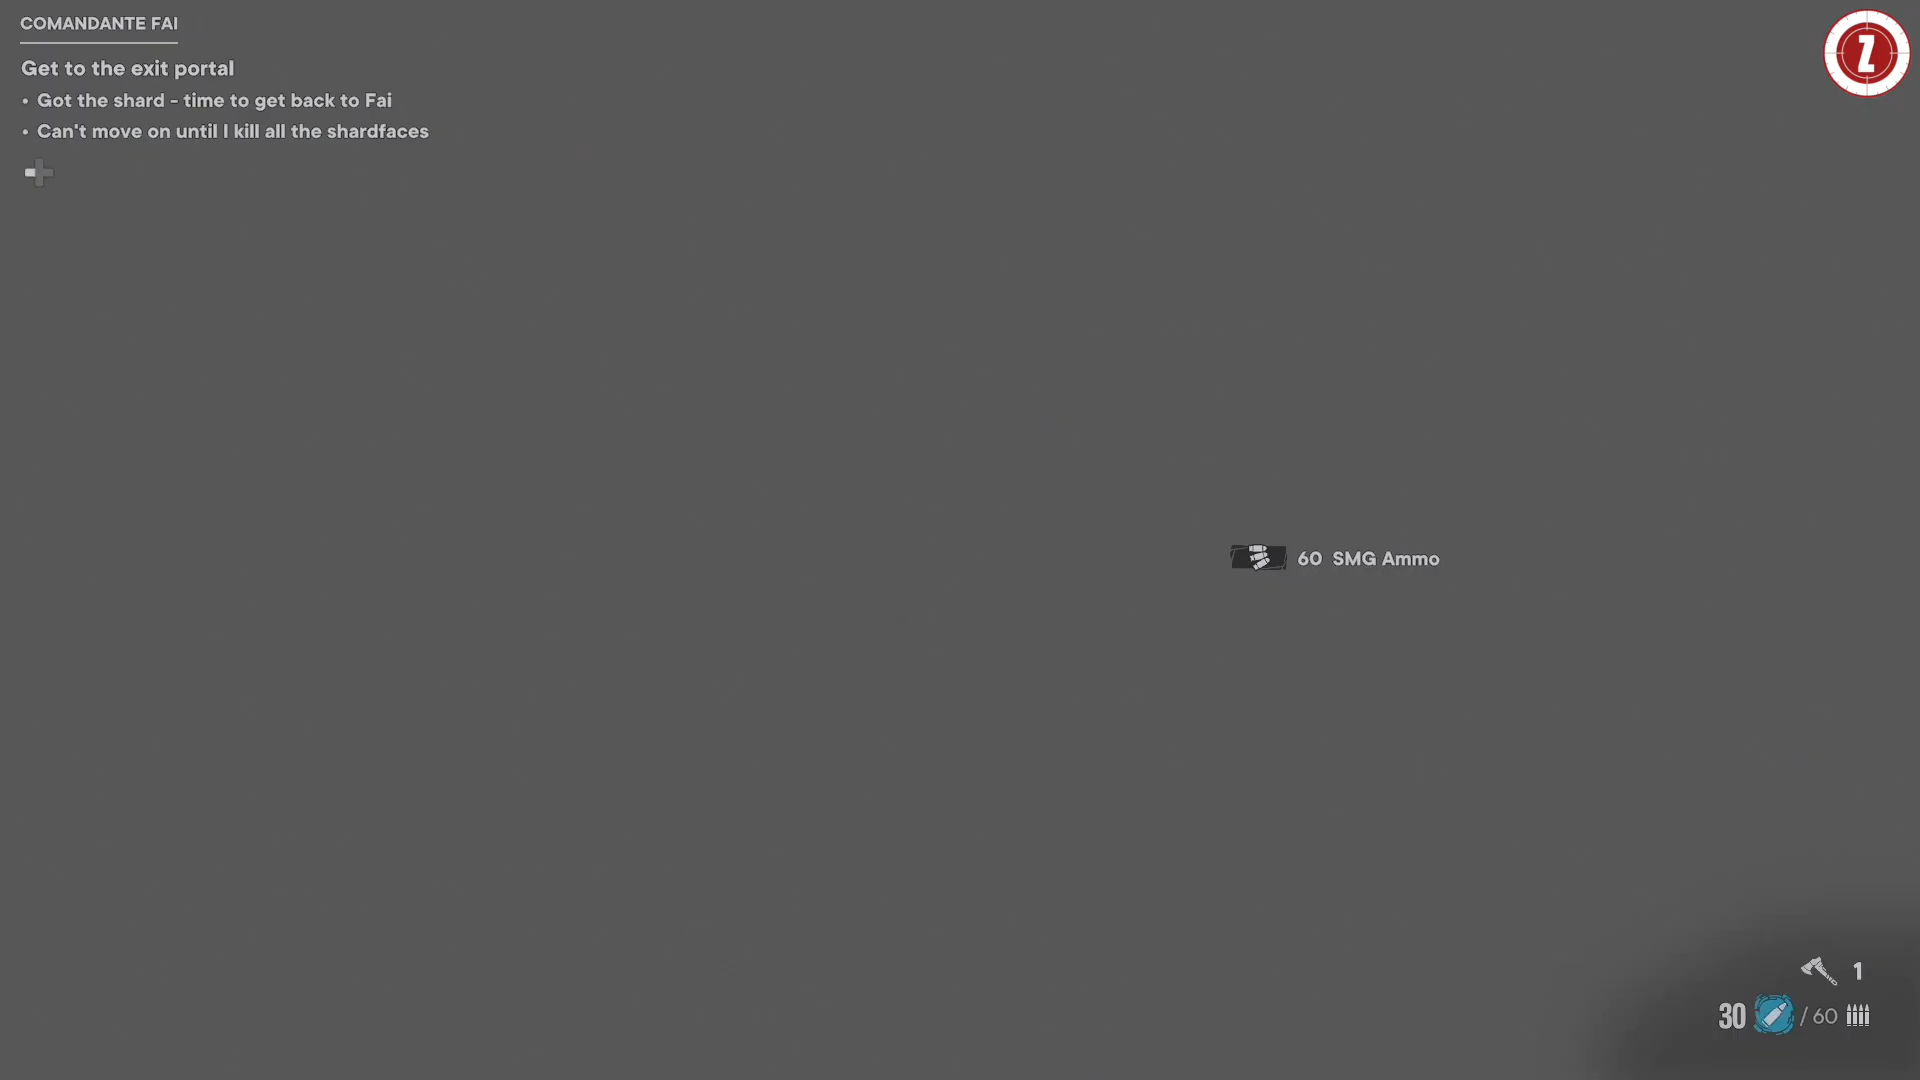 COMANDANTE FAI
Get to the exit portal
• Got the shard - time to get back to Fai
• Can't move on until I kill all the shardfaces
Z
60 SMG Ammo
1
30 / 60